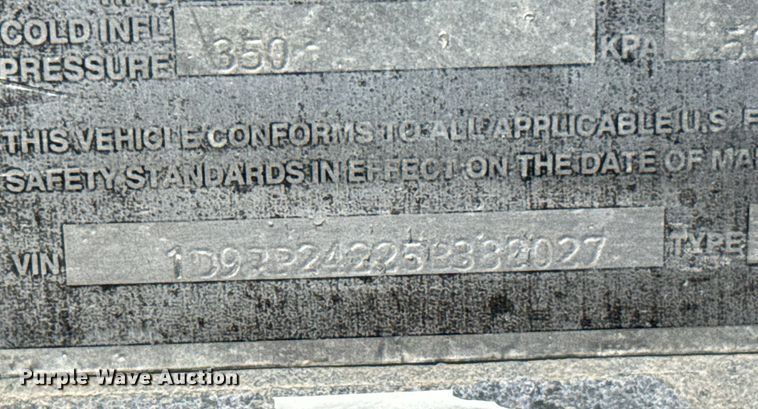 COLD INFL
PRESSURE 350 KPA
THIS VEHICLE CONFORMS TO ALL APPLICABLE U.S. F
SAFETY STANDARDS IN EFFECT ON THE DATE OF MA
VIN TYPE
Purple Wave Auction